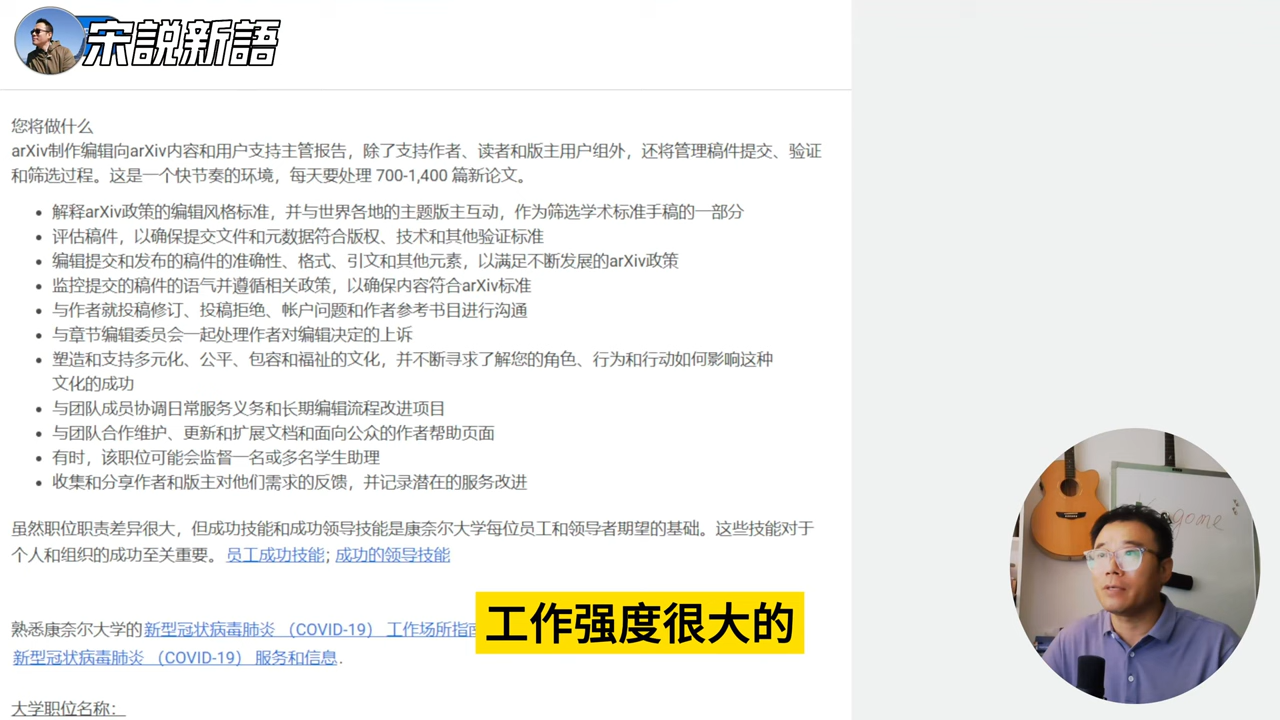 宋説新語
您将做什么
arXiv制作编辑向arXiv内容和用户支持主管报告，除了支持作者、读者和版主用户组外，还将管理稿件提交、验证
和筛选过程。这是一个快节奏的环境，每天要处理 700-1,400 篇新论文。
• 解释arXiv政策的编辑风格标准，并与世界各地的主题版主互动，作为筛选学术标准手稿的一部分
• 评估稿件，以确保提交文件和元数据符合版权、技术和其他验证标准
• 编辑提交和发布的稿件的准确性、格式、引文和其他元素，以满足不断发展的arXiv政策
• 监控提交的稿件的语气并遵循相关政策，以确保内容符合arXiv标准
• 与作者就投稿修订、投稿拒绝、帐户问题和作者参考书目进行沟通
• 与章节编辑委员会一起处理作者对编辑决定的上诉
• 塑造和支持多元化、公平、包容和福祉的文化，并不断寻求了解您的角色、行为和行动如何影响这种
文化的成功
• 与团队成员协调日常服务义务和长期编辑流程改进项目
• 与团队合作维护、更新和扩展文档和面向公众的作者帮助页面
• 有时，该职位可能会监督一名或多名学生助理
• 收集和分享作者和版主对他们需求的反馈，并记录潜在的服务改进
虽然职位职责差异很大，但成功技能和成功领导技能是康奈尔大学每位员工和领导者期望的基础。这些技能对于
个人和组织的成功至关重要。 员工成功技能; 成功的领导技能
熟悉康奈尔大学的新型冠状病毒肺炎 （COVID-19） 工作场所指
工作强度很大的
新型冠状病毒肺炎 （COVID-19） 服务和信息.
大学职位名称：